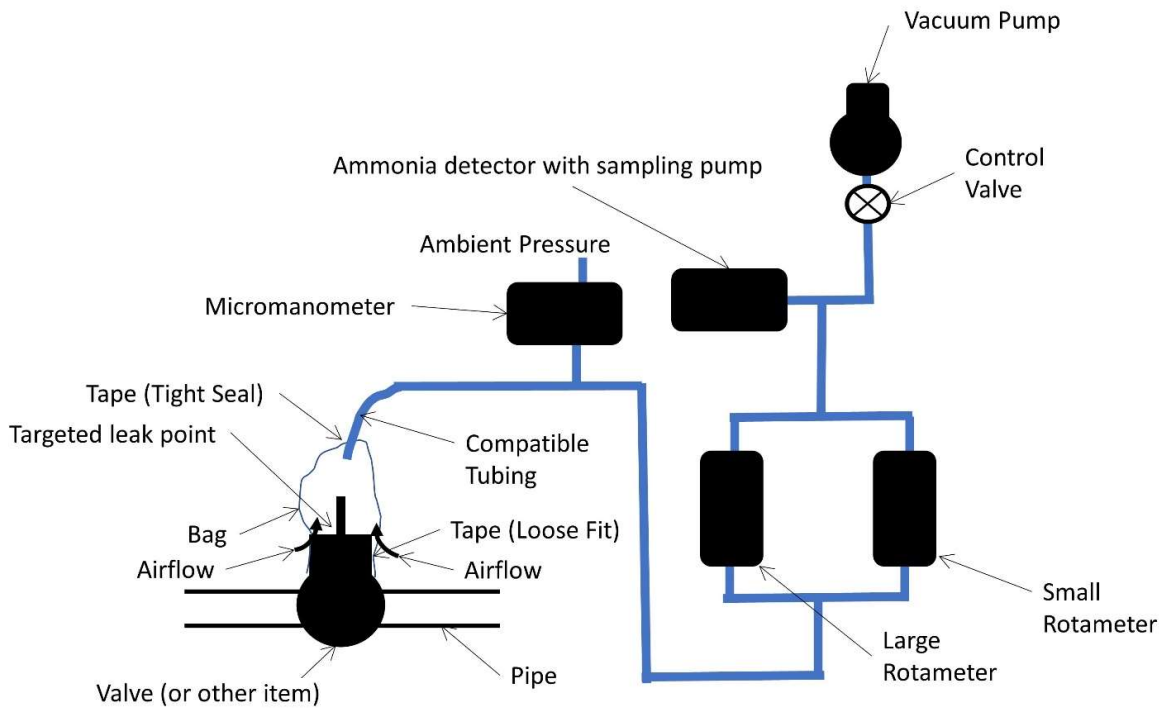 Vacuum Pump
Ammonia detector with sampling pump
Control
Valve
Ambient Pressure
Micromanometer
Tape (Tight Seal)
Targeted leak point
Compatible
Tubing
Bag
Tape (Loose Fit)
Airflow
Airflow
Small
Rotameter
Large
Rotameter
Pipe
Valve (or other item)